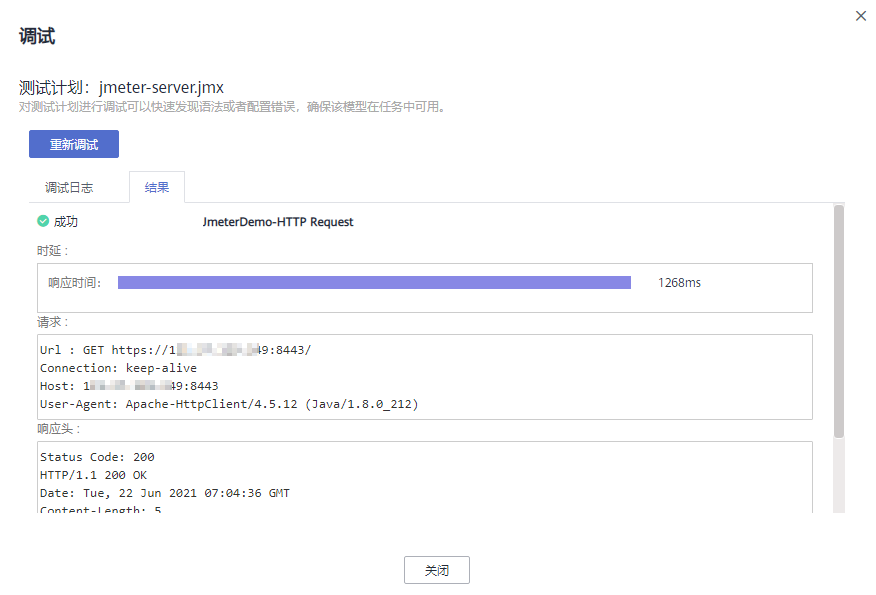 调试
测试计划：jmeter-server.jmx
对测试计划进行调试可以快速发现语法或者配置错误，确保该模型在任务中可用。
重新调试
调试日志 结果
成功 JmeterDemo-HTTP Request
时延：
响应时间： 1268ms
请求：
Url : GET https://1 49:8443/
Connection: keep-alive
Host: 1 49:8443
User-Agent: Apache-HttpClient/4.5.12 (Java/1.8.0_212)
响应头：
Status Code: 200
HTTP/1.1 200 OK
Date: Tue, 22 Jun 2021 07:04:36 GMT
Content-Length: 5
关闭